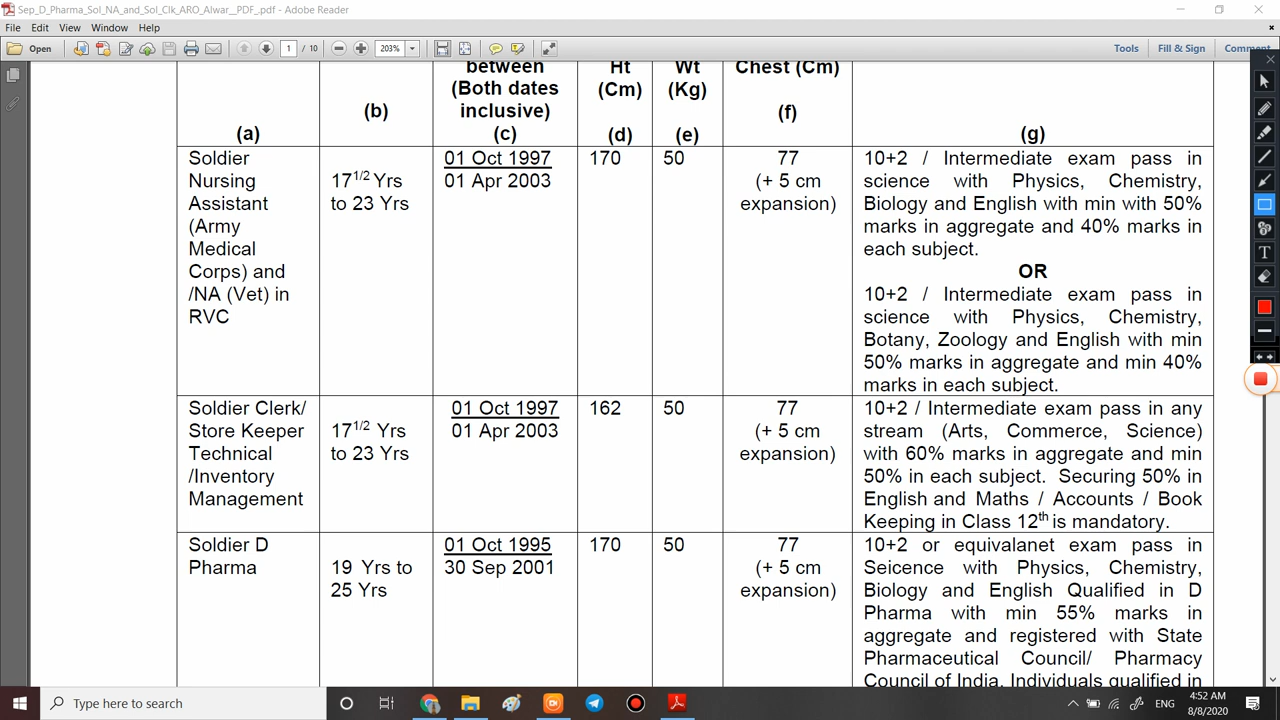 Sep_D_Pharma_Sol_NA_and_Sol_Clk_ARO_Alwar__PDF_.pdf - Adobe Reader
File Edit View Window Help
Open 1 / 10 203% Tools Fill & Sign Comment
between
(Both dates
inclusive)
(c)
Ht
(Cm)
(d)
Wt
(Kg)
(e)
Chest (Cm)
(f)
(a)
(b)
(g)
Soldier
Nursing
Assistant
(Army
Medical
Corps) and
/NA (Vet) in
RVC
17 1/2 Yrs
to 23 Yrs
01 Oct 1997
01 Apr 2003
170
50
77
(+ 5 cm
expansion)
10+2 / Intermediate exam pass in
science with Physics, Chemistry,
Biology and English with min with 50%
marks in aggregate and 40% marks in
each subject.
OR
10+2 / Intermediate exam pass in
science with Physics, Chemistry,
Botany, Zoology and English with min
50% marks in aggregate and min 40%
marks in each subject.
Soldier Clerk/
Store Keeper
Technical
/Inventory
Management
17 1/2 Yrs
to 23 Yrs
01 Oct 1997
01 Apr 2003
162
50
77
(+ 5 cm
expansion)
10+2 / Intermediate exam pass in any
stream (Arts, Commerce, Science)
with 60% marks in aggregate and min
50% in each subject. Securing 50% in
English and Maths / Accounts / Book
Keeping in Class 12th is mandatory.
Soldier D
Pharma
19 Yrs to
25 Yrs
01 Oct 1995
30 Sep 2001
170
50
77
(+ 5 cm
expansion)
10+2 or equivalanet exam pass in
Seicence with Physics, Chemistry,
Biology and English Qualified in D
Pharma with min 55% marks in
aggregate and registered with State
Pharmaceutical Council/ Pharmacy
Council of India. Individuals qualified in
Type here to search
ENG
4:52 AM
8/8/2020